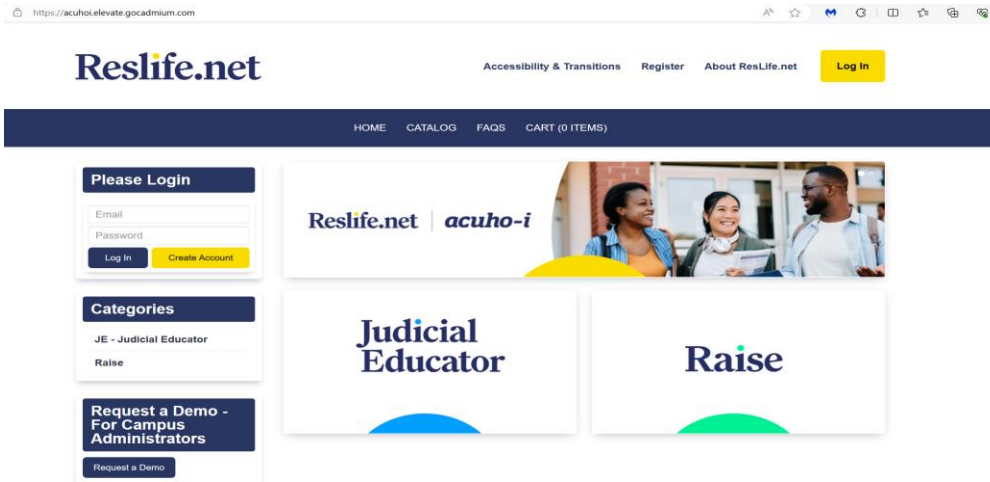 https://acuhoi.elevate.gocadmium.com
Reslife.net
Accessibility & Transitions Register About ResLife.net Log In
HOME CATALOG FAQS CART (0 ITEMS)
Please Login
Email
Password
Log In Create Account
Reslife.net | acuho-i
Categories
JE - Judicial Educator
Raise
Judicial
Educator
Raise
Request a Demo -
For Campus
Administrators
Request a Demo